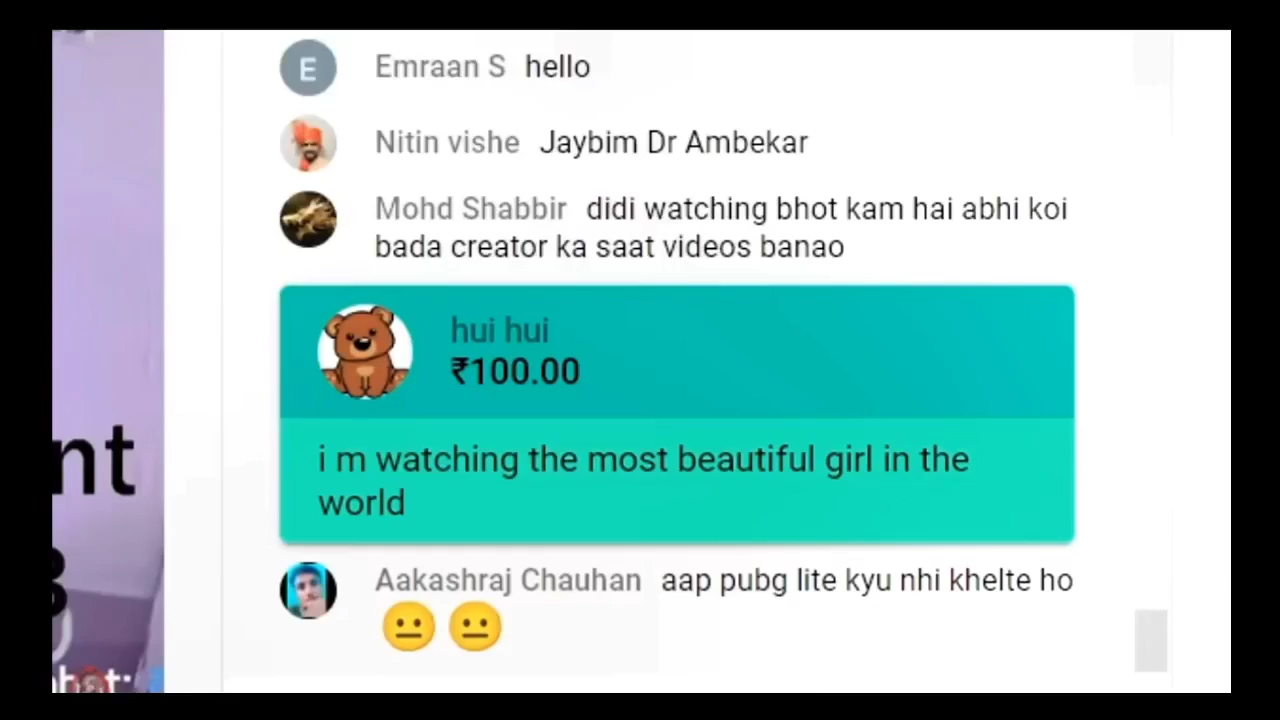 E Emraan S hello
Nitin vishe Jaybim Dr Ambekar
Mohd Shabbir didi watching bhot kam hai abhi koi
bada creator ka saat videos banao
hui hui
₹100.00
i m watching the most beautiful girl in the
world
Aakashraj Chauhan aap pubg lite kyu nhi khelte ho
😐 😐
nt